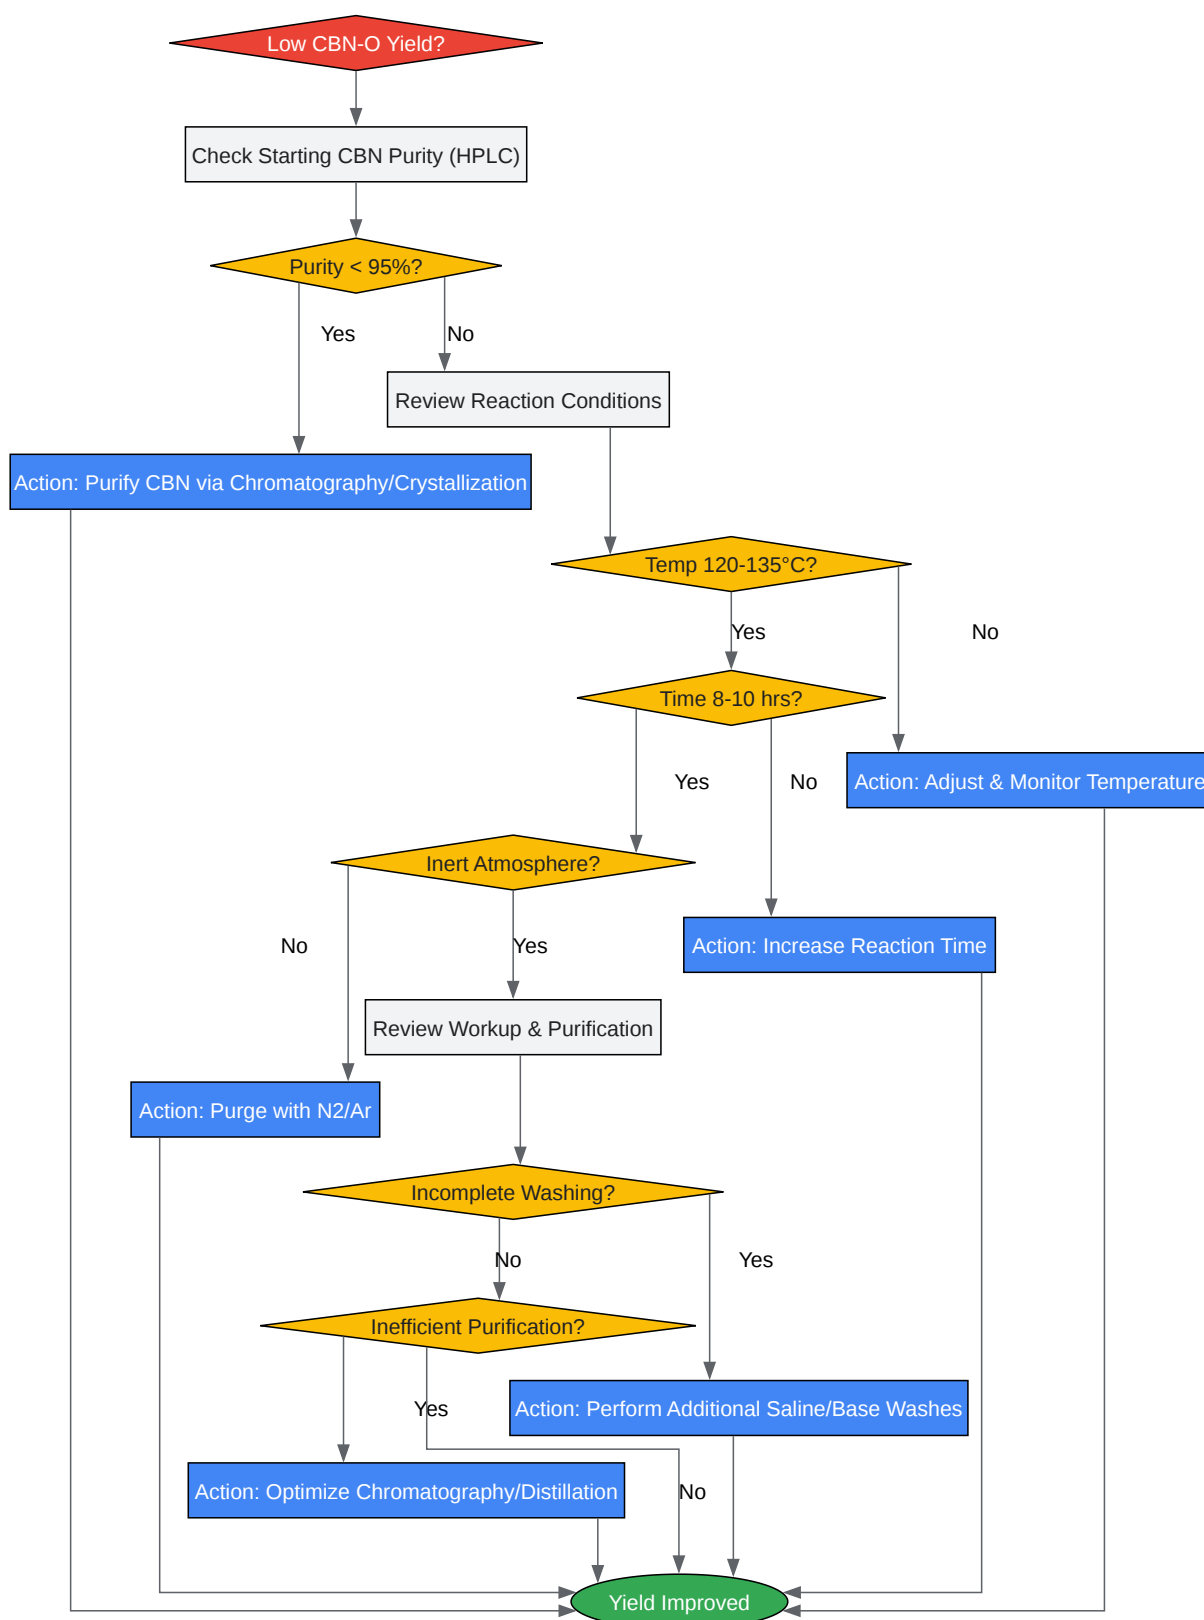 Low CBN-O Yield?
Check Starting CBN Purity (HPLC)
Purity < 95%?
Yes
No
Review Reaction Conditions
Action: Purify CBN via Chromatography/Crystallization
Temp 120-135°C?
Yes
No
Time 8-10 hrs?
Yes
No
Action: Adjust & Monitor Temperature
Inert Atmosphere?
No
Yes
Action: Increase Reaction Time
Review Workup & Purification
Action: Purge with N2/Ar
Incomplete Washing?
No
Yes
Inefficient Purification?
Yes
Action: Perform Additional Saline/Base Washes
Action: Optimize Chromatography/Distillation
No
Yield Improved